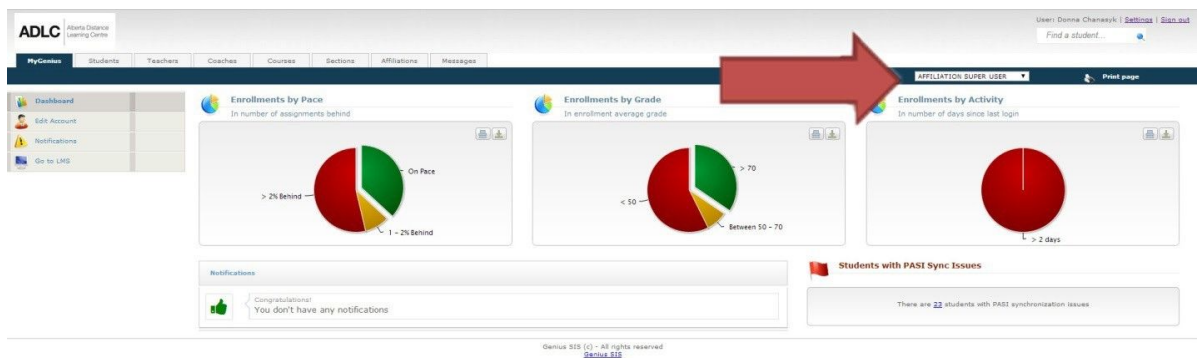 User: Donna Chanasyk | Settings | Sign out
ADLC Alberta Distance
Learning Centre
Find a student...
MyGenius Students Teachers Coaches Courses Sections Affiliations Messages
AFFILIATION SUPER USER Print page
Dashboard
Edit Account
Notifications
Go to LMS
Enrollments by Pace
In number of assignments behind
On Pace
> 2% Behind
1 - 2% Behind
Enrollments by Grade
In enrollment average grade
> 70
< 50
Between 50 - 70
Enrollments by Activity
In number of days since last login
> 2 days
Notifications
Congratulations!
You don't have any notifications
Students with PASI Sync Issues
There are 23 students with PASI synchronization issues
Genius SIS (c) - All rights reserved
Genius SIS